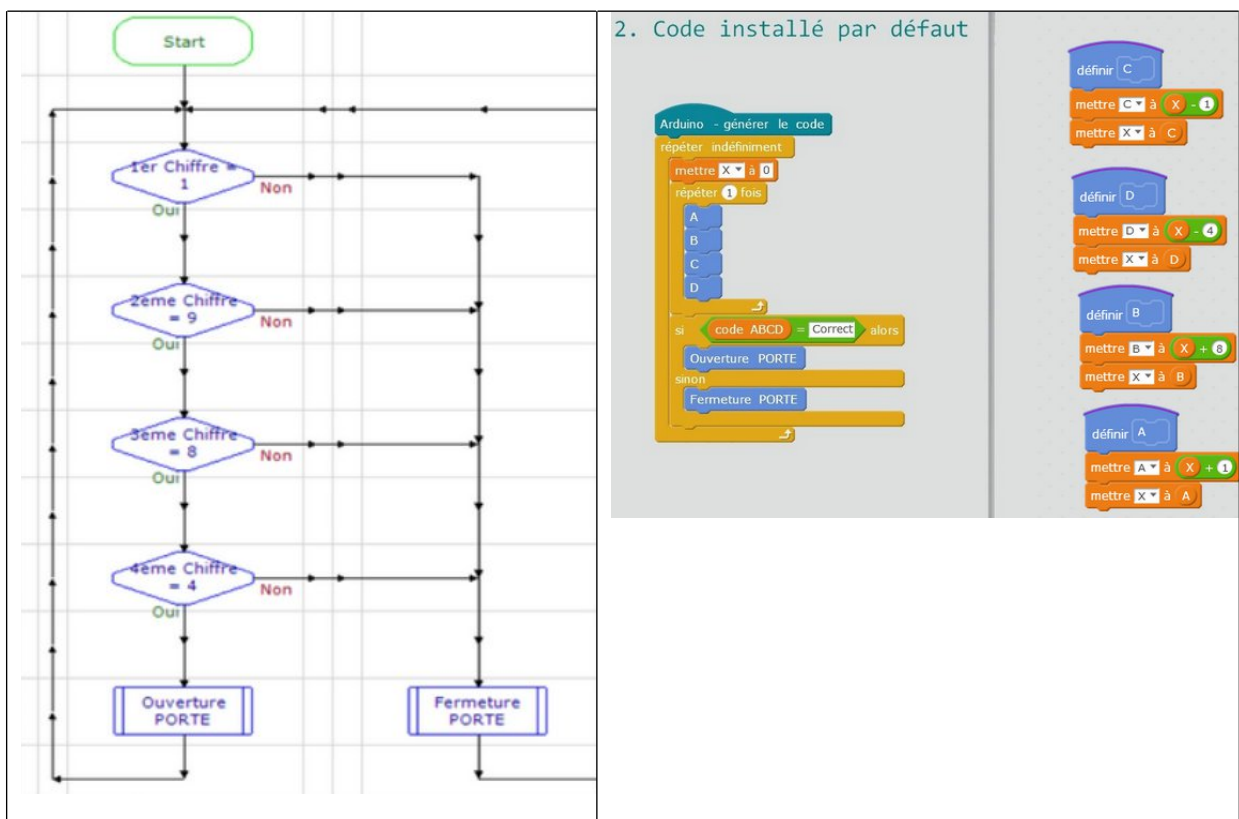 Start
1er Chiffre =
1
Non
Oui
2ème Chiffre
= 9
Non
Oui
3ème Chiffre
= 8
Non
Oui
4ème Chiffre
= 4
Non
Oui
Ouverture
PORTE
Fermeture
PORTE
2. Code installé par défaut
Arduino - générer le code
répéter indéfiniment
mettre X à 0
répéter 1 fois
A
B
C
D
si code ABCD = Correct alors
Ouverture PORTE
sinon
Fermeture PORTE
définir C
mettre C à X - 1
mettre X à C
définir D
mettre D à X - 4
mettre X à D
définir B
mettre B à X + 8
mettre X à B
définir A
mettre A à X + 1
mettre X à A